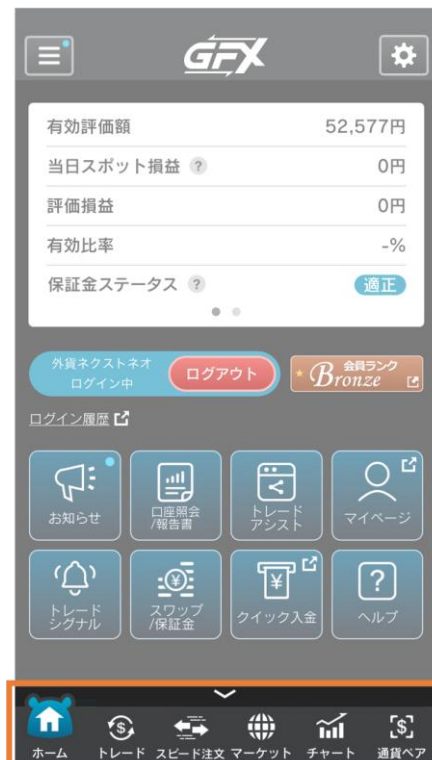 GFX
有効評価額 52,577円
当日スポット損益 ? 0円
評価損益 0円
有効比率 -%
保証金ステータス ? 適正
外貨ネクストネオ
ログイン中
ログアウト
会員ランク
Bronze
ログイン履歴
お知らせ
口座照会
/報告書
トレード
アシスト
マイページ
トレード
シグナル
スワップ
/保証金
クイック入金
ヘルプ
ホーム トレード スピード注文 マーケット チャート 通貨ペア